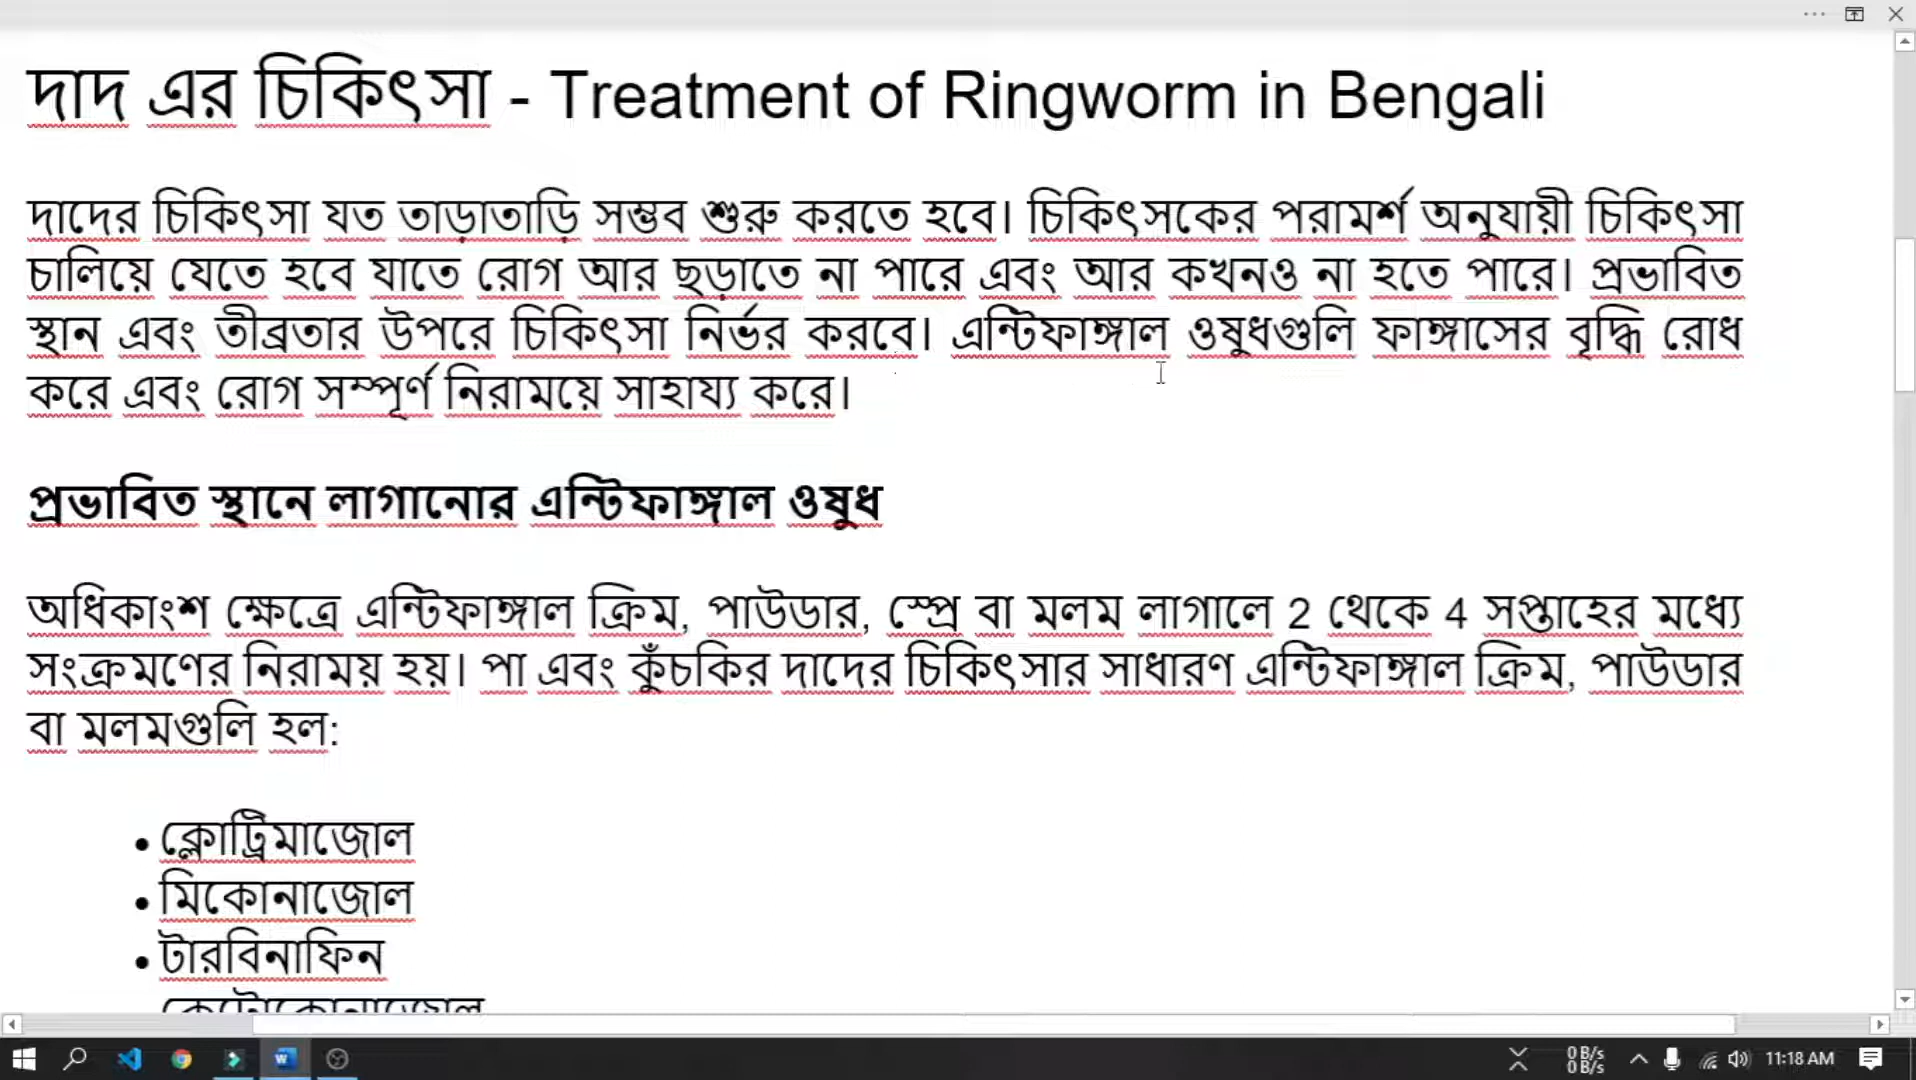 দাদ এর চিকিৎসা - Treatment of Ringworm in Bengali
দাদের চিকিৎসা যত তাড়াতাড়ি সম্ভব শুরু করতে হবে। চিকিৎসকের পরামর্শ অনুযায়ী চিকিৎসা
চালিয়ে যেতে হবে যাতে রোগ আর ছড়াতে না পারে এবং আর কখনও না হতে পারে। প্রভাবিত
স্থান এবং তীব্রতার উপরে চিকিৎসা নির্ভর করবে। এন্টিফাঙ্গাল ওষুধগুলি ফাঙ্গাসের বৃদ্ধি রোধ
করে এবং রোগ সম্পূর্ণ নিরাময়ে সাহায্য করে।
প্রভাবিত স্থানে লাগানোর এন্টিফাঙ্গাল ওষুধ
অধিকাংশ ক্ষেত্রে এন্টিফাঙ্গাল ক্রিম, পাউডার, স্প্রে বা মলম লাগালে 2 থেকে 4 সপ্তাহের মধ্যে
সংক্রমণের নিরাময় হয়। পা এবং কুঁচকির দাদের চিকিৎসার সাধারণ এন্টিফাঙ্গাল ক্রিম, পাউডার
বা মলমগুলি হল:
• ক্লোট্রিমাজোল
• মিকোনাজোল
• টারবিনাফিন
কেটোকোনাজোল
0 B/s
0 B/s
11:18 AM